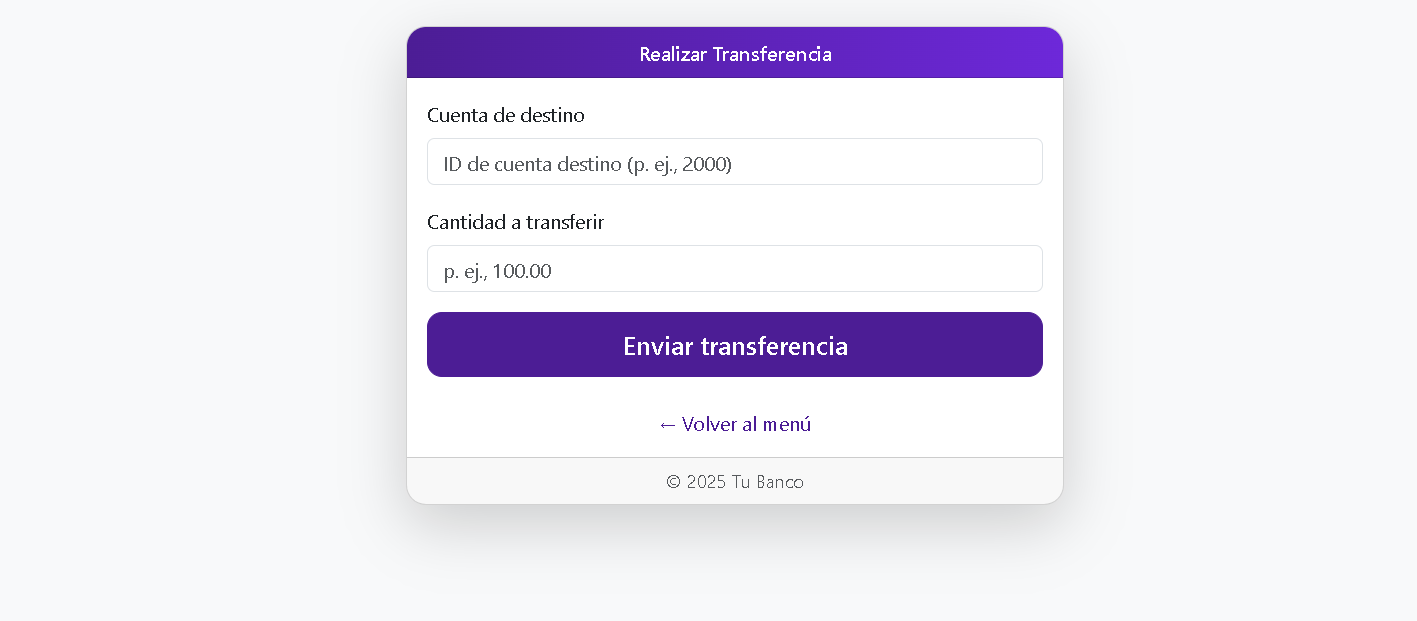 Realizar Transferencia
Cuenta de destino
ID de cuenta destino (p. ej., 2000)
Cantidad a transferir
p. ej., 100.00
Enviar transferencia
← Volver al menú
© 2025 Tu Banco